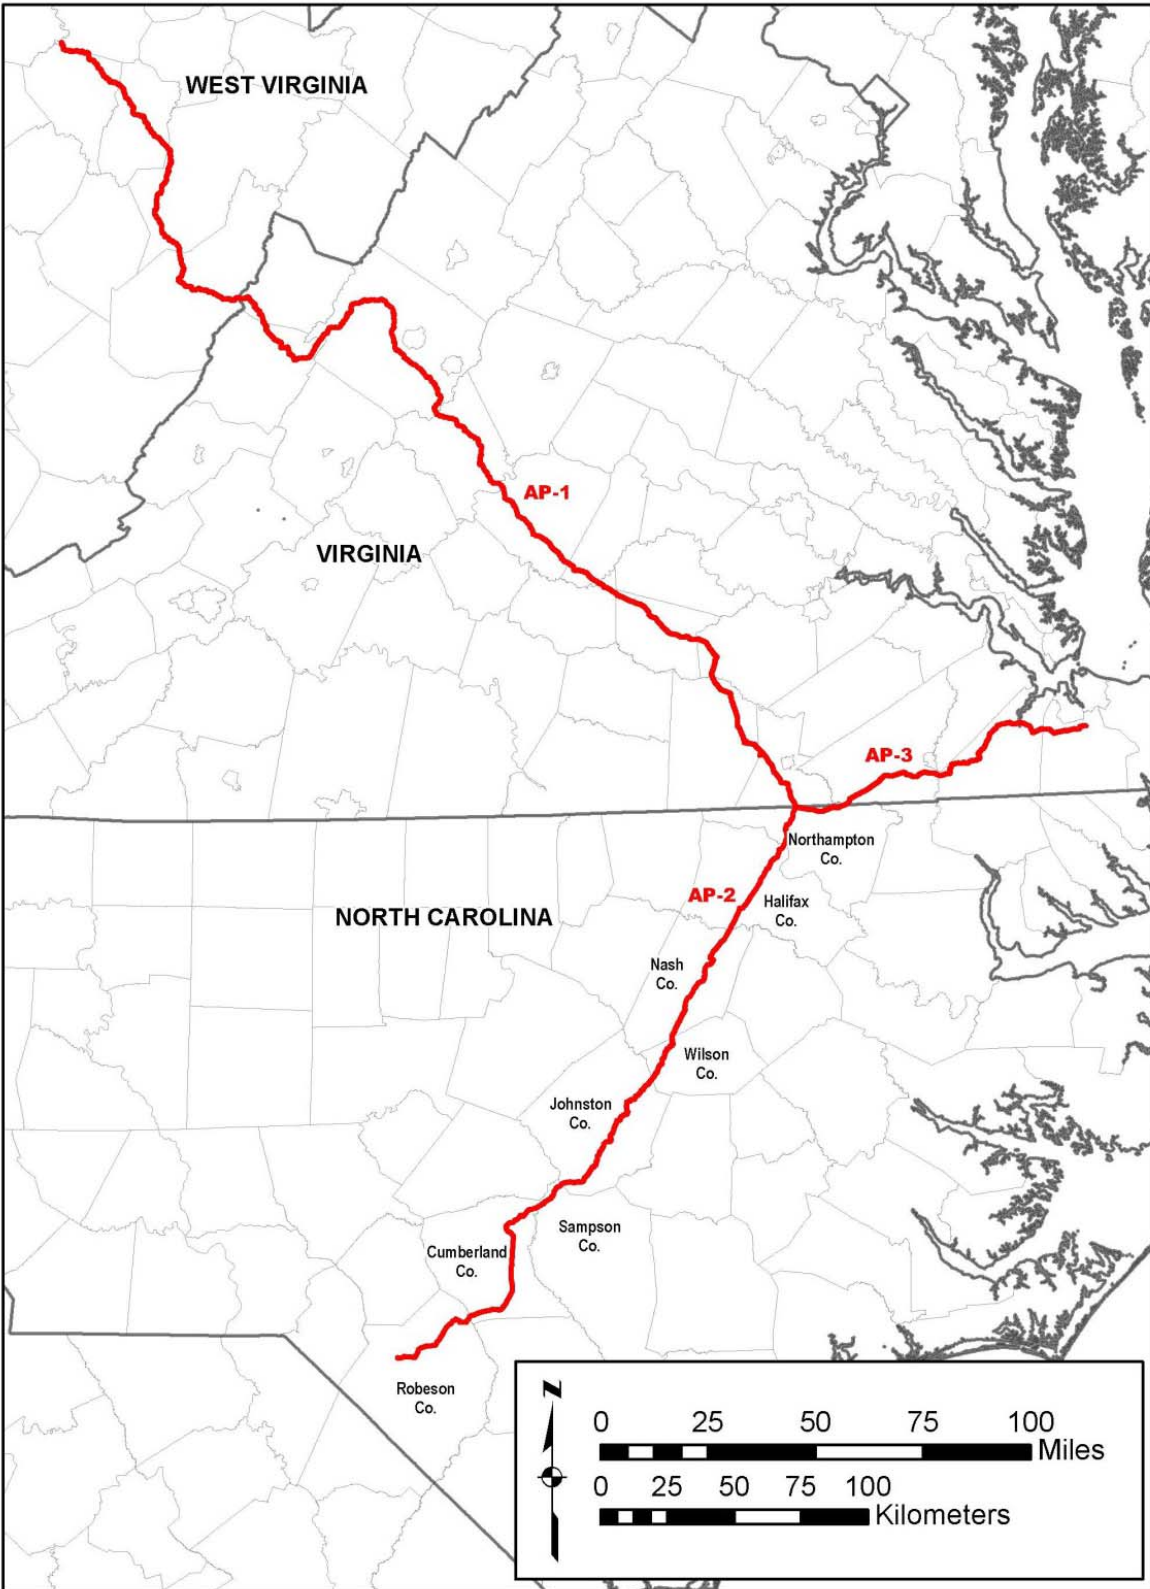 WEST VIRGINIA
AP-1
VIRGINIA
AP-3
Northampton
Co.
AP-2
Halifax
Co.
NORTH CAROLINA
Nash
Co.
Wilson
Co.
Johnston
Co.
Sampson
Co.
Cumberland
Co.
Robeson
Co.
N
0 25 50 75 100
Miles
0 25 50 75 100
Kilometers